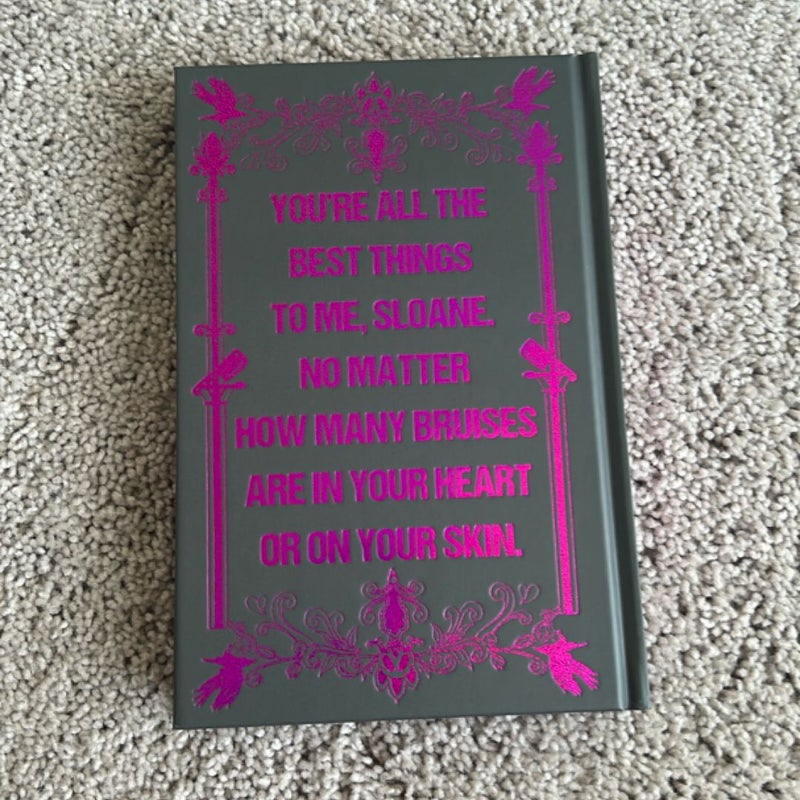 YOU'RE ALL THE
BEST THINGS
TO ME, SLOANE.
NO MATTER
HOW MANY BRUISES
ARE IN YOUR HEART
OR ON YOUR SKIN.